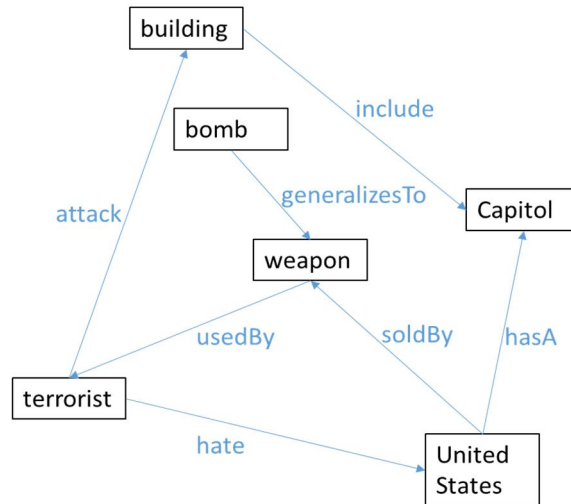 building
include
bomb
generalizesTo
attack
Capitol
weapon
usedBy
soldBy
hasA
terrorist
hate
United
States